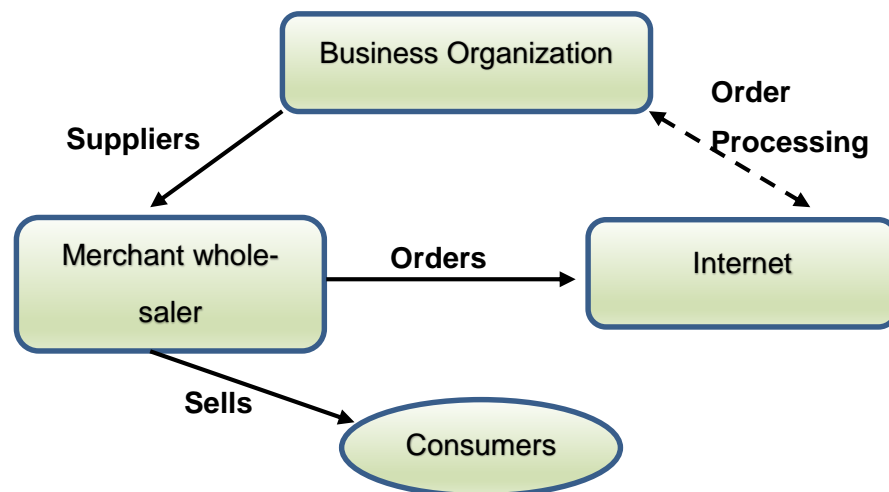 Business Organization
Order
Processing
Suppliers
Merchant whole-
saler
Orders
Internet
Sells
Consumers